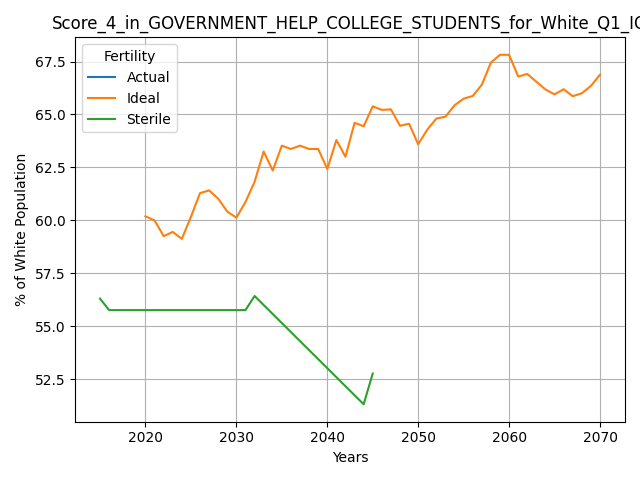 Score_4_in_GOVERNMENT_HELP_COLLEGE_STUDENTS_for_White_Q1_IQ
Fertility
Actual
Ideal
Sterile
% of White Population
67.5
65.0
62.5
60.0
57.5
55.0
52.5
2020 2030 2040 2050 2060 2070
Years